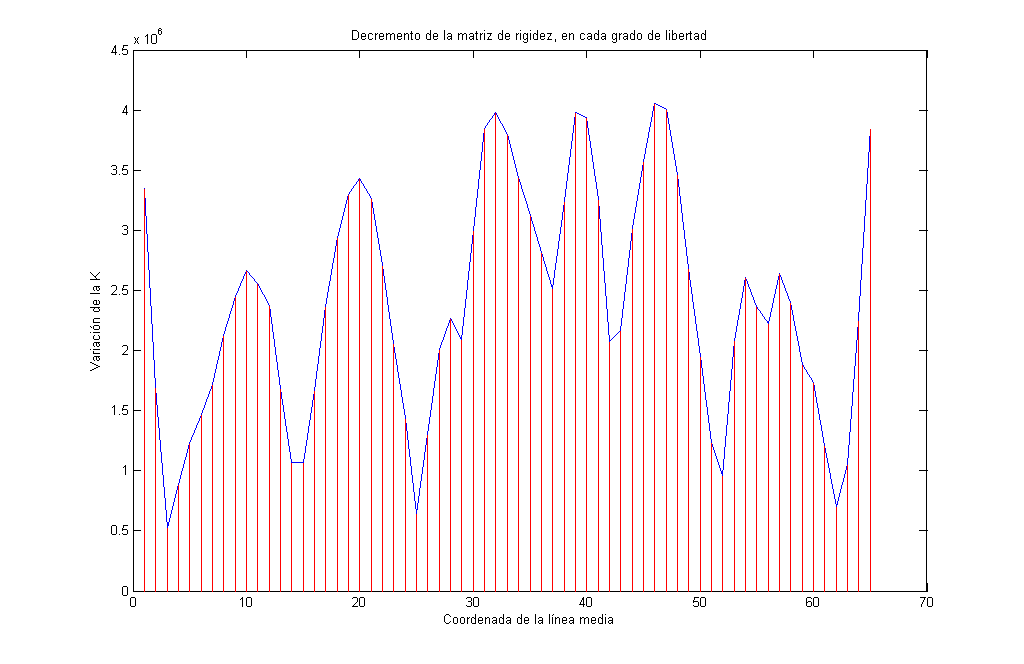 Decremento de la matriz de rigidez, en cada grado de libertad
x 10^6
4.5
4
3.5
3
2.5
2
1.5
1
0.5
0
Variación de la K
0 10 20 30 40 50 60 70
Coordenada de la línea media